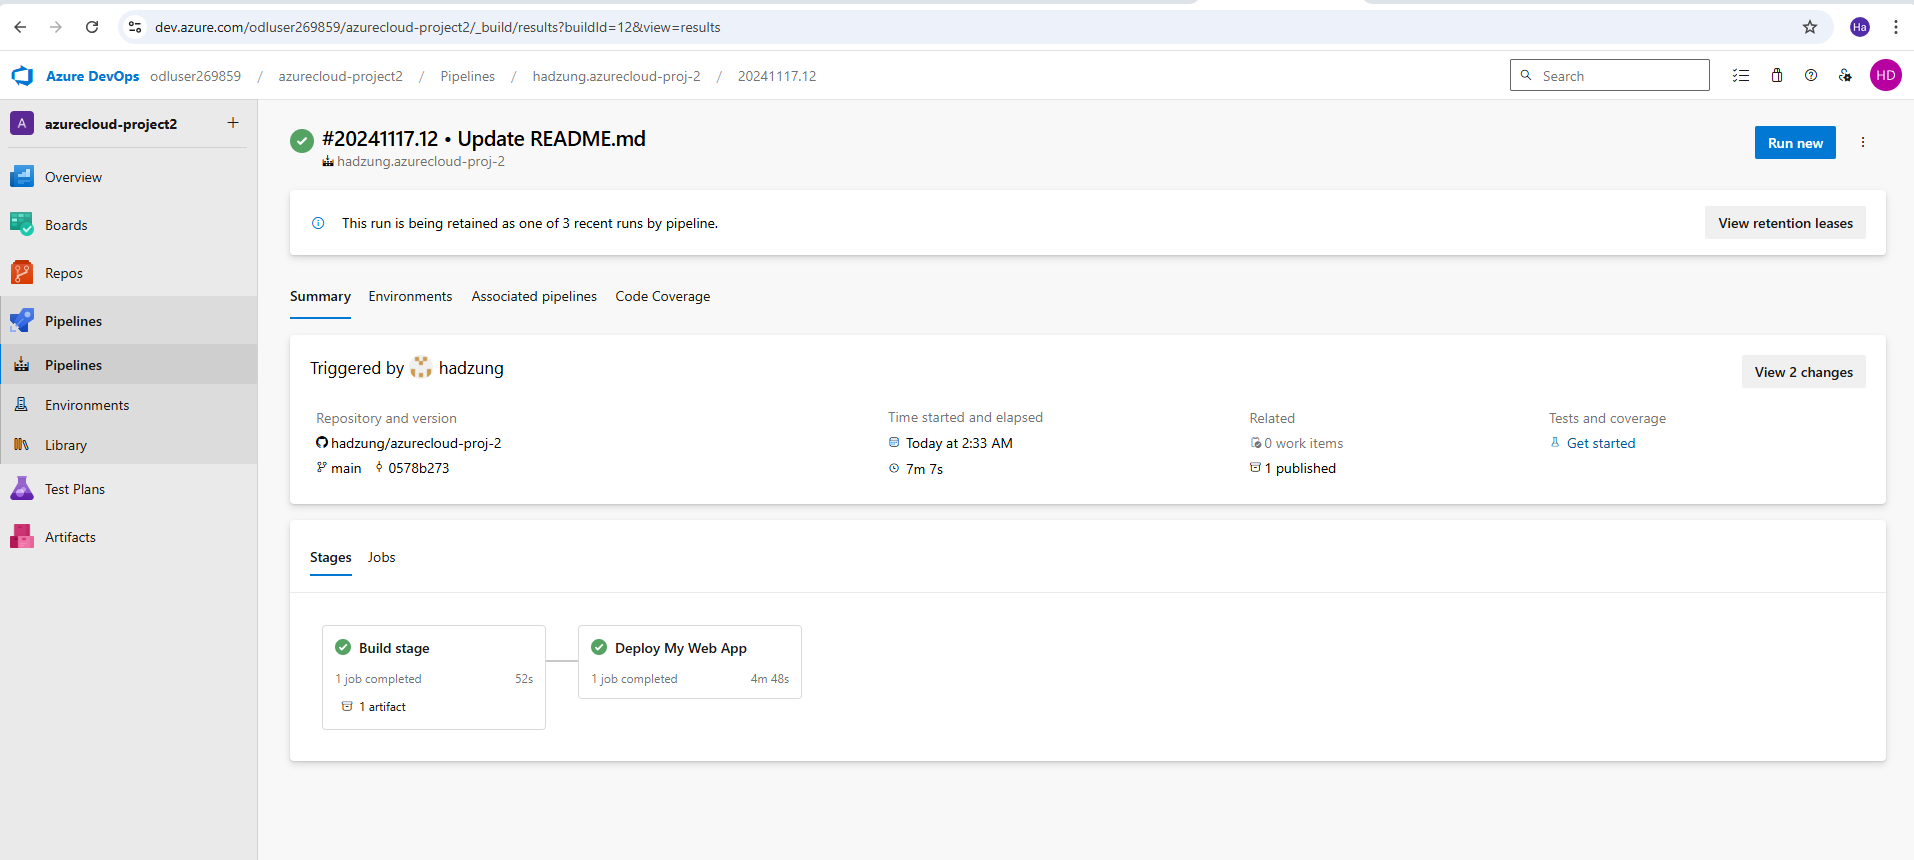 dev.azure.com/odluser269859/azurecloud-project2/_build/results?buildId=12&view=results
Ha
Azure DevOps odluser269859 / azurecloud-project2 / Pipelines / hadzung.azurecloud-proj-2 / 20241117.12
Search
HD
A azurecloud-project2 +
Overview
Boards
Repos
Pipelines
Pipelines
Environments
Library
Test Plans
Artifacts
#20241117.12 • Update README.md
hadzung.azurecloud-proj-2
Run new
This run is being retained as one of 3 recent runs by pipeline.
View retention leases
Summary Environments Associated pipelines Code Coverage
Triggered by hadzung
View 2 changes
Repository and version
hadzung/azurecloud-proj-2
main 0578b273
Time started and elapsed
Today at 2:33 AM
7m 7s
Related
0 work items
1 published
Tests and coverage
Get started
Stages Jobs
Build stage
1 job completed 52s
1 artifact
Deploy My Web App
1 job completed 4m 48s